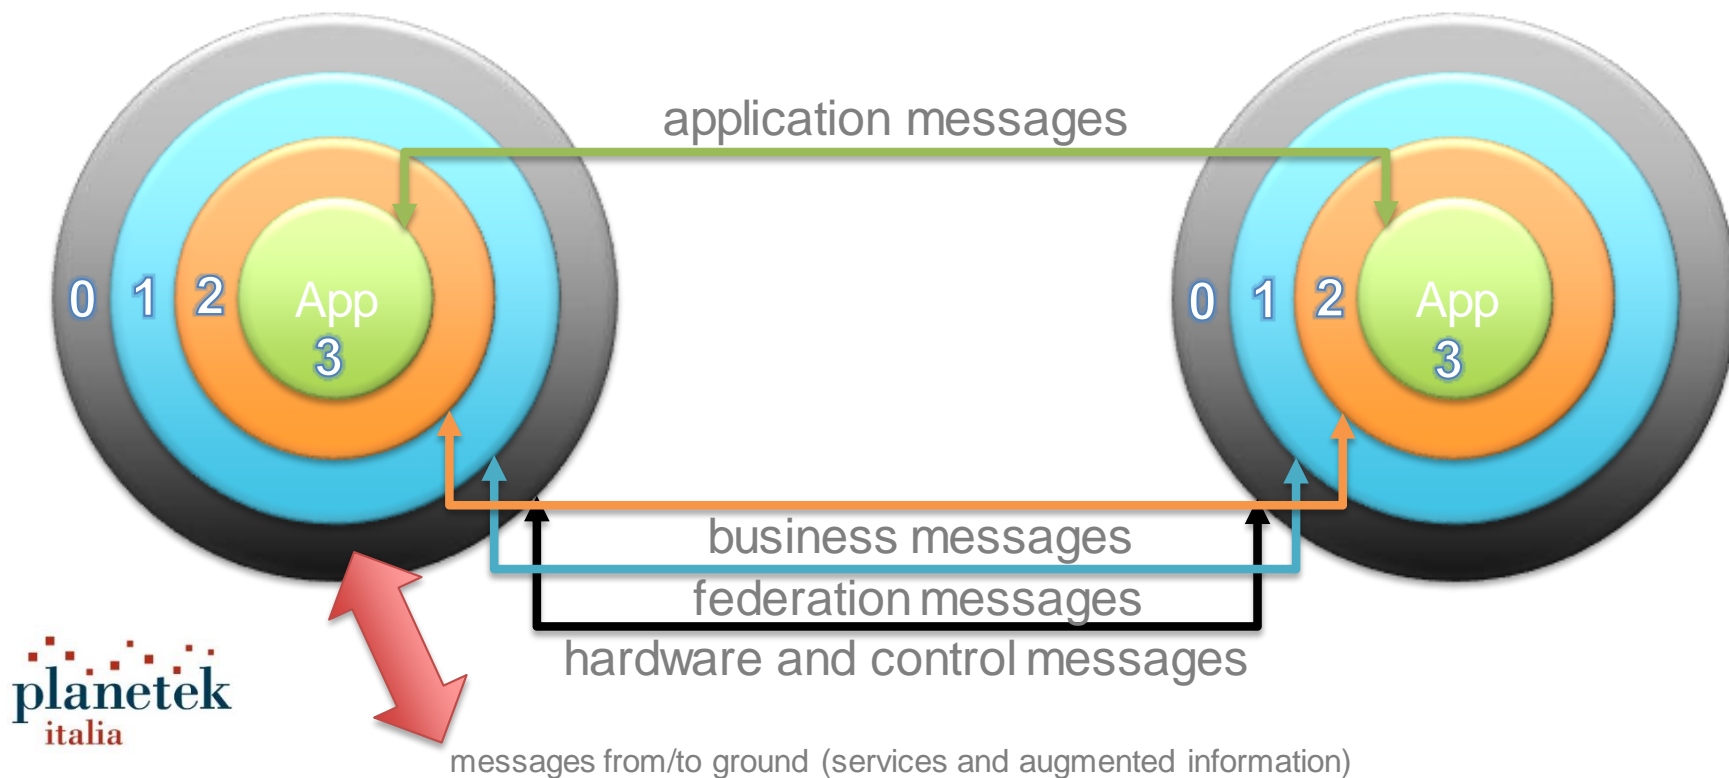 application messages
0 1 2 App 3
0 1 2 App 3
business messages
federation messages
hardware and control messages
planetek
italia
messages from/to ground (services and augmented information)